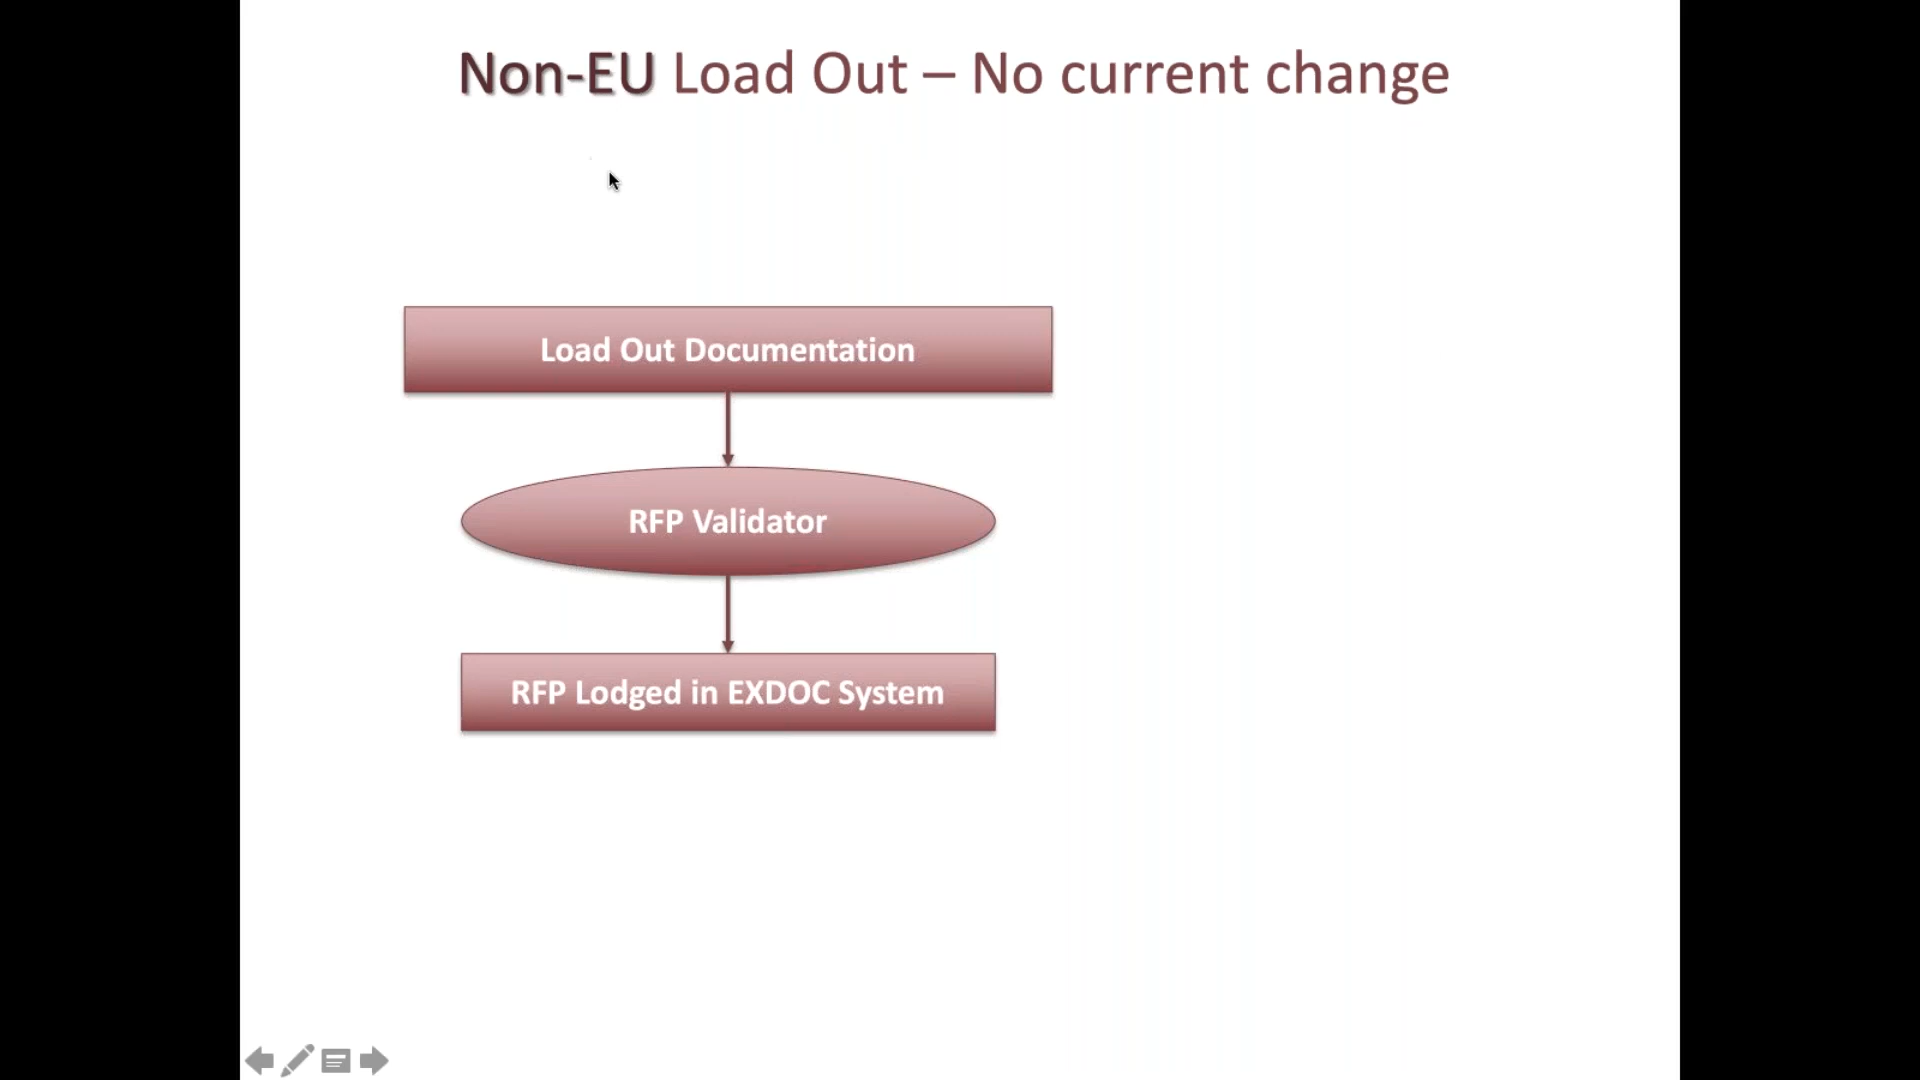 Non-EU Load Out – No current change
Load Out Documentation
RFP Validator
RFP Lodged in EXDOC System